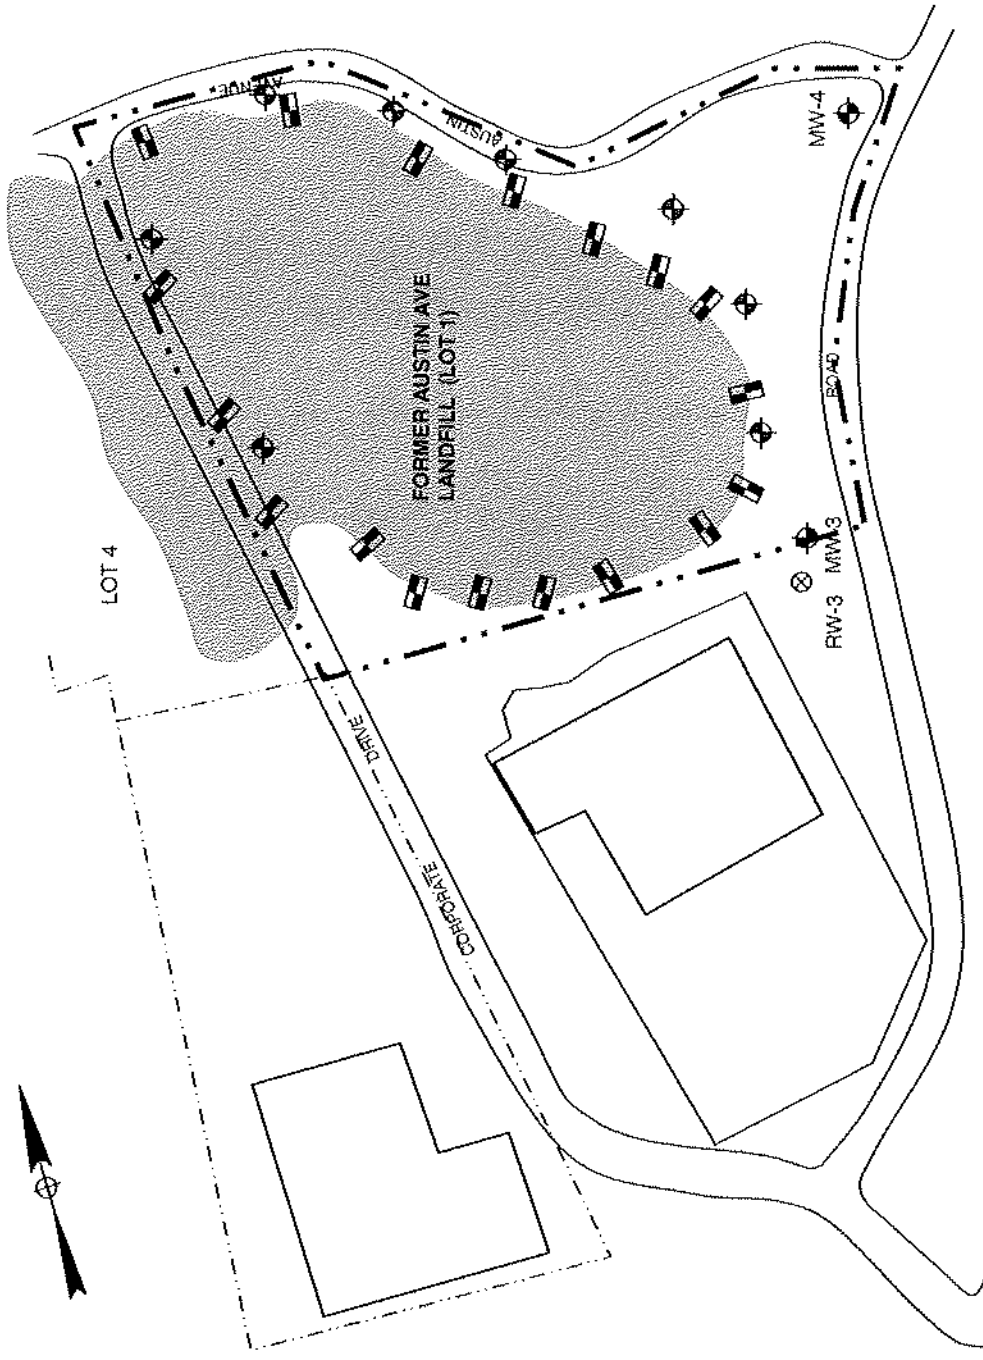 AVENUE
AUSTIN
MW-4
FORMER AUSTIN AVE
LANDFILL (LOT 1)
ROAD
LOT 4
RW-3 MW-3
DRIVE
CORPORATE